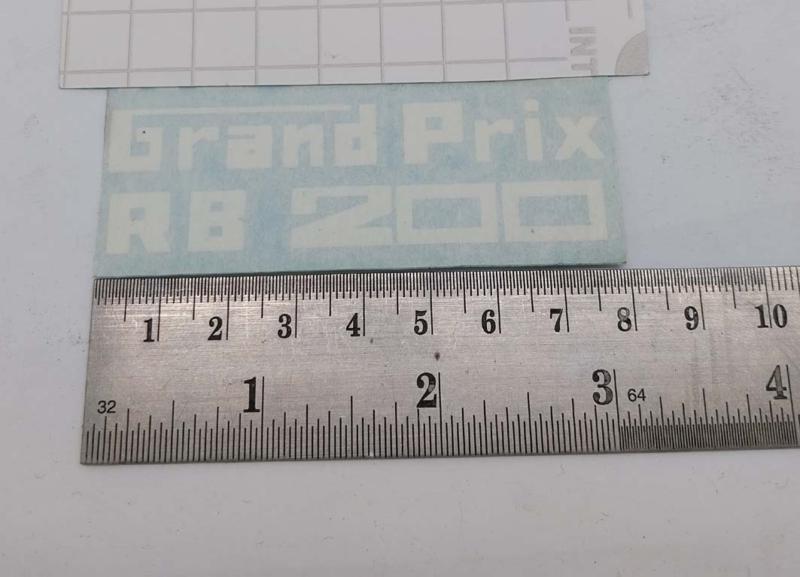 INT
Grand Prix
RB 200
1 2 3 4 5 6 7 8 9 10
32 1 2 3 64 4